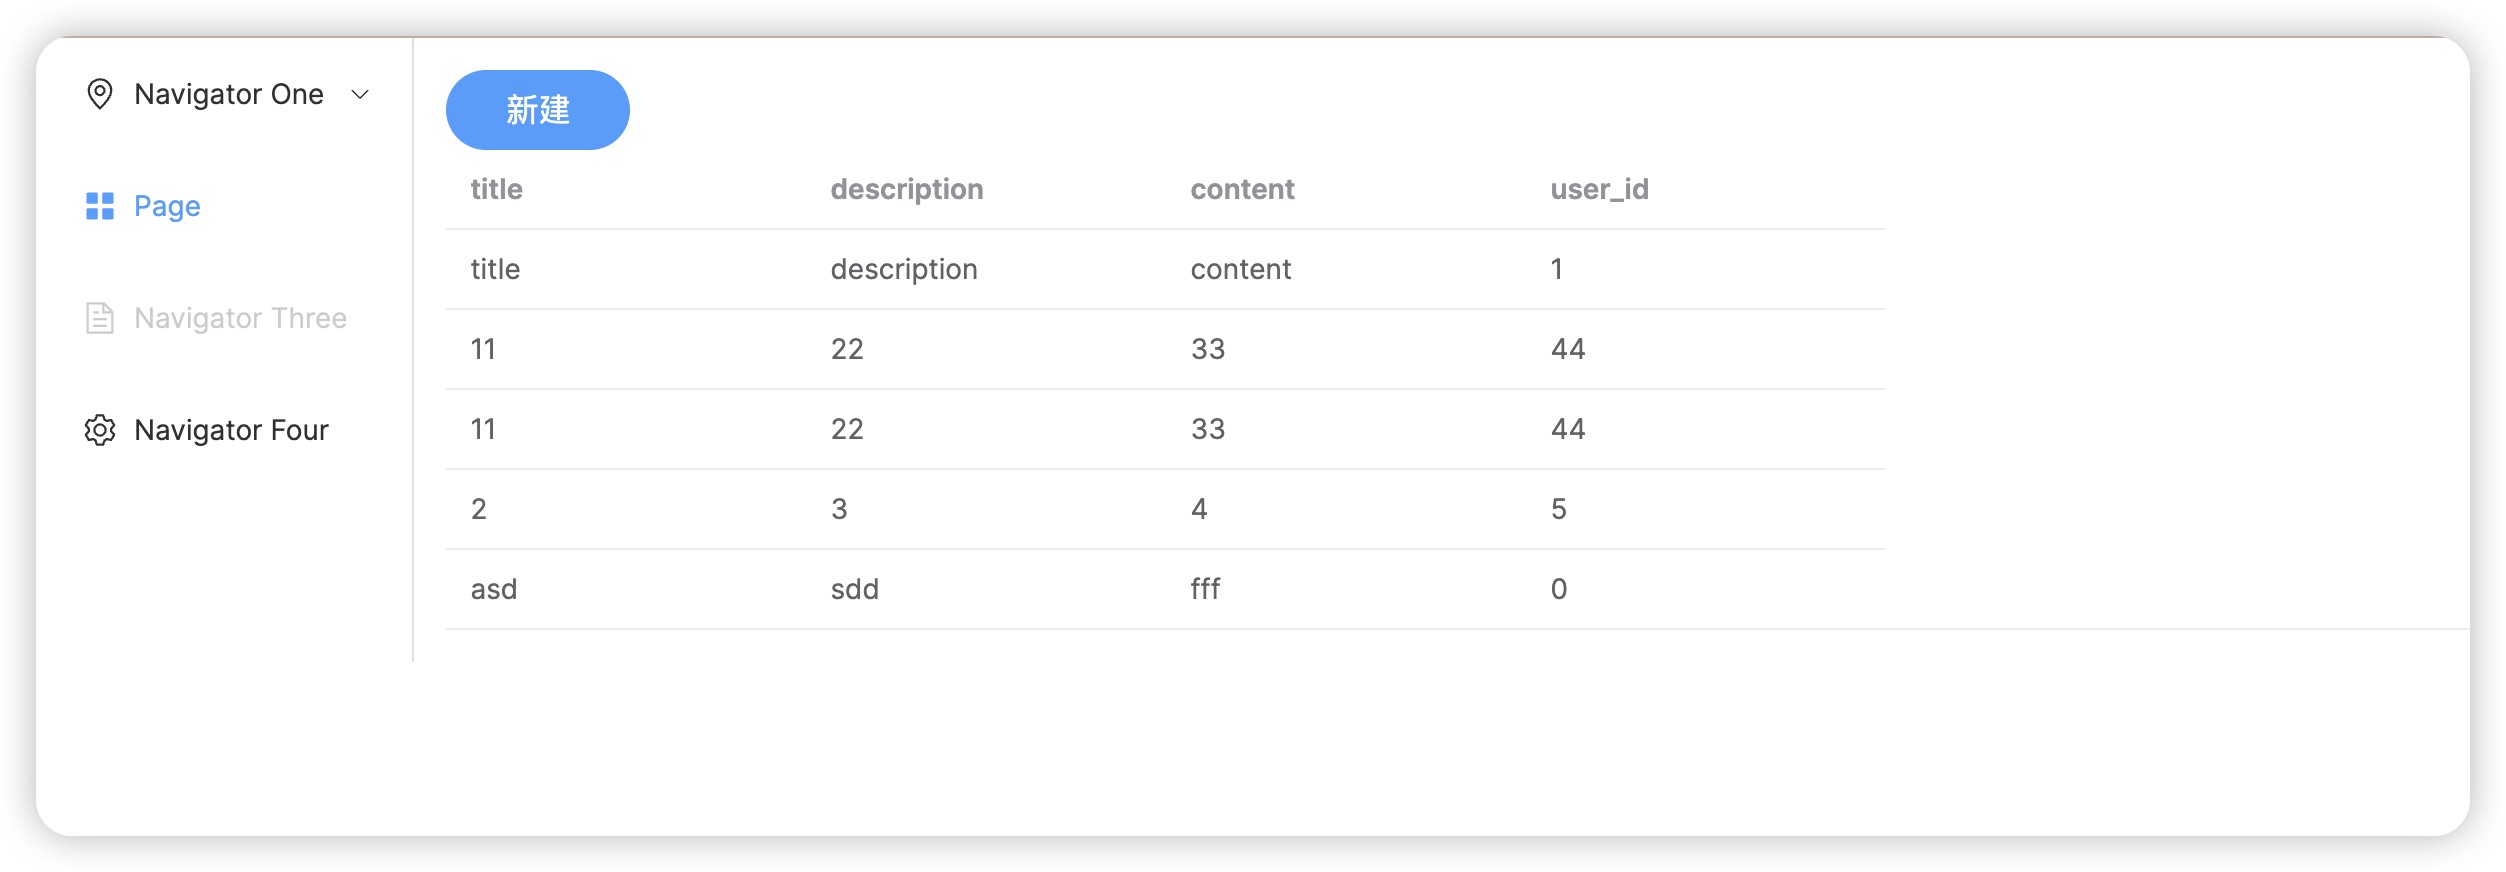 Navigator One
Page
Navigator Three
Navigator Four
新建
title description content user_id
title description content 1
11 22 33 44
11 22 33 44
2 3 4 5
asd sdd fff 0